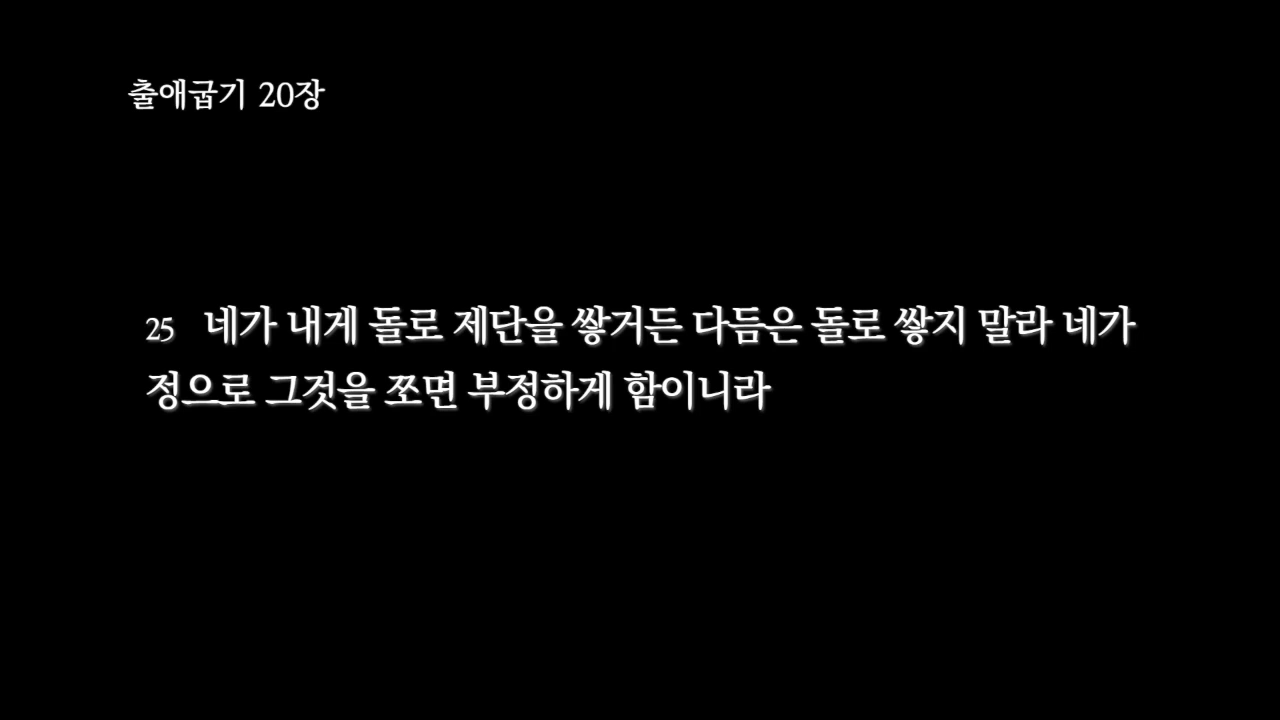 출애굽기 20장
25 네가 내게 돌로 제단을 쌓거든 다듬은 돌로 쌓지 말라 네가
정으로 그것을 쪼면 부정하게 함이니라